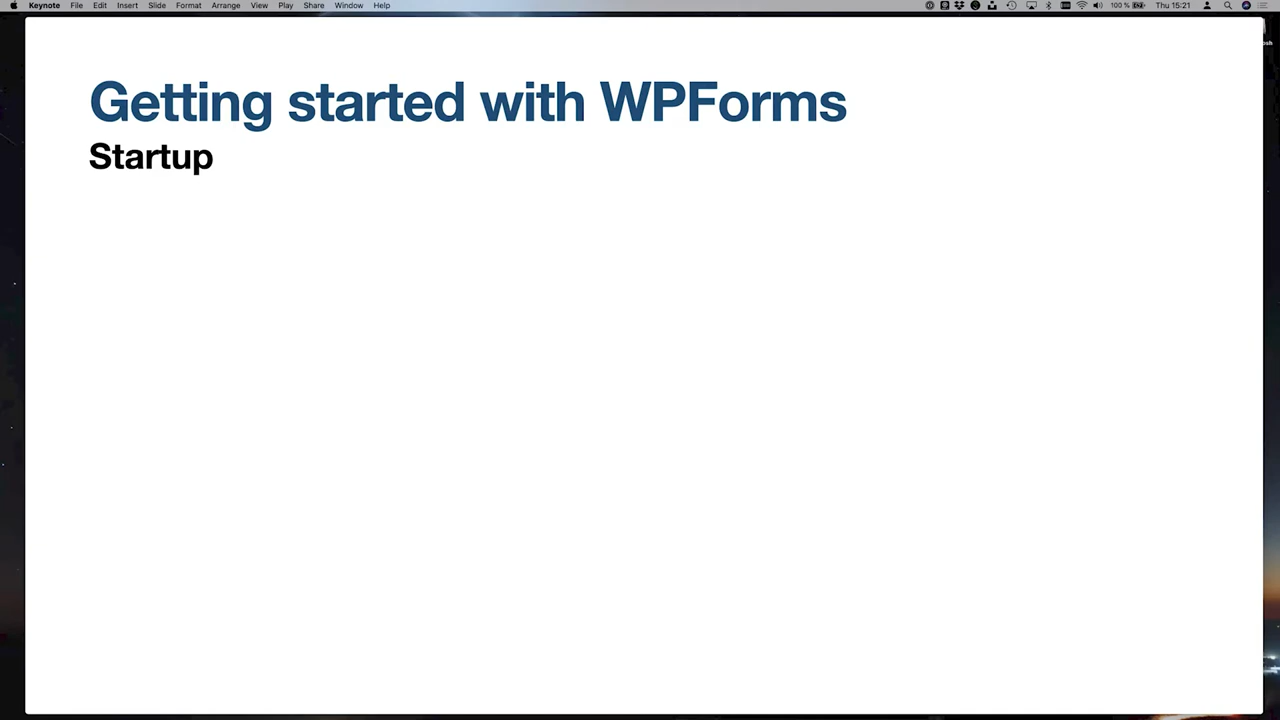 Keynote File Edit Insert Slide Format Arrange View Play Share Window Help 100 % Thu 15:21
Getting started with WPForms
Startup